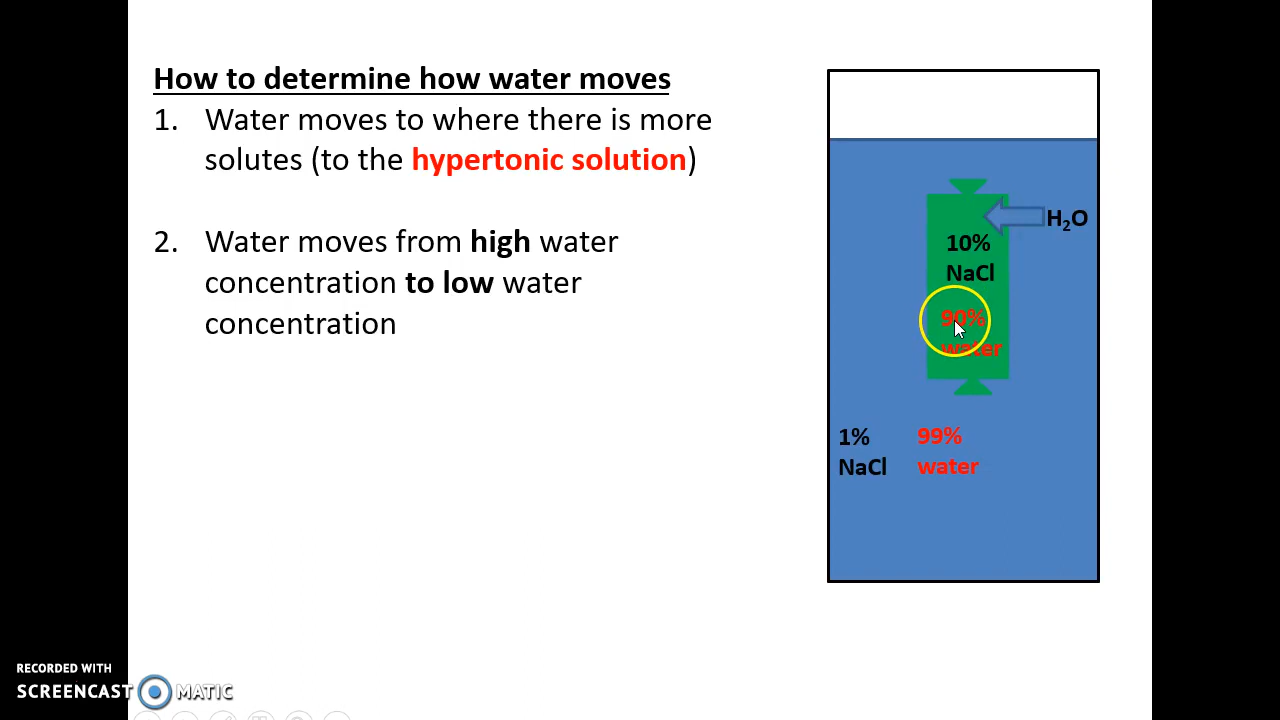 How to determine how water moves
1. Water moves to where there is more
solutes (to the hypertonic solution)
2. Water moves from high water
concentration to low water
concentration
H₂O
10%
NaCl
90%
water
1%
NaCl
99%
water
RECORDED WITH
SCREENCAST MATIC